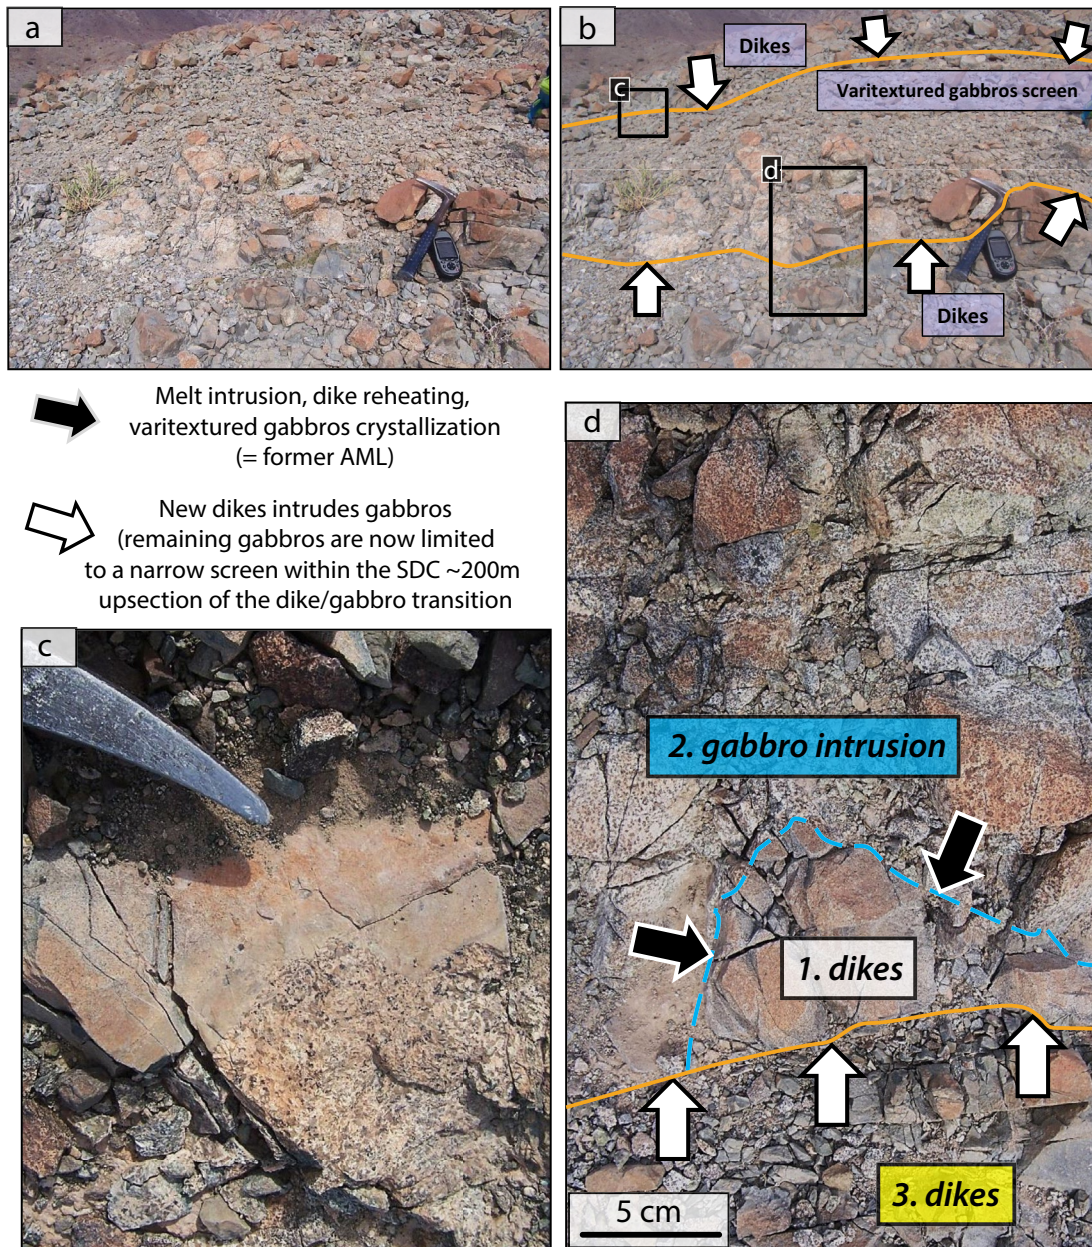 a
b
Dikes
c
Varitextured gabbros screen
d
Dikes
Melt intrusion, dike reheating,
varitextured gabbros crystallization
(= former AML)
New dikes intrudes gabbros
(remaining gabbros are now limited
to a narrow screen within the SDC ~200m
upsection of the dike/gabbro transition
c
d
2. gabbro intrusion
1. dikes
3. dikes
5 cm